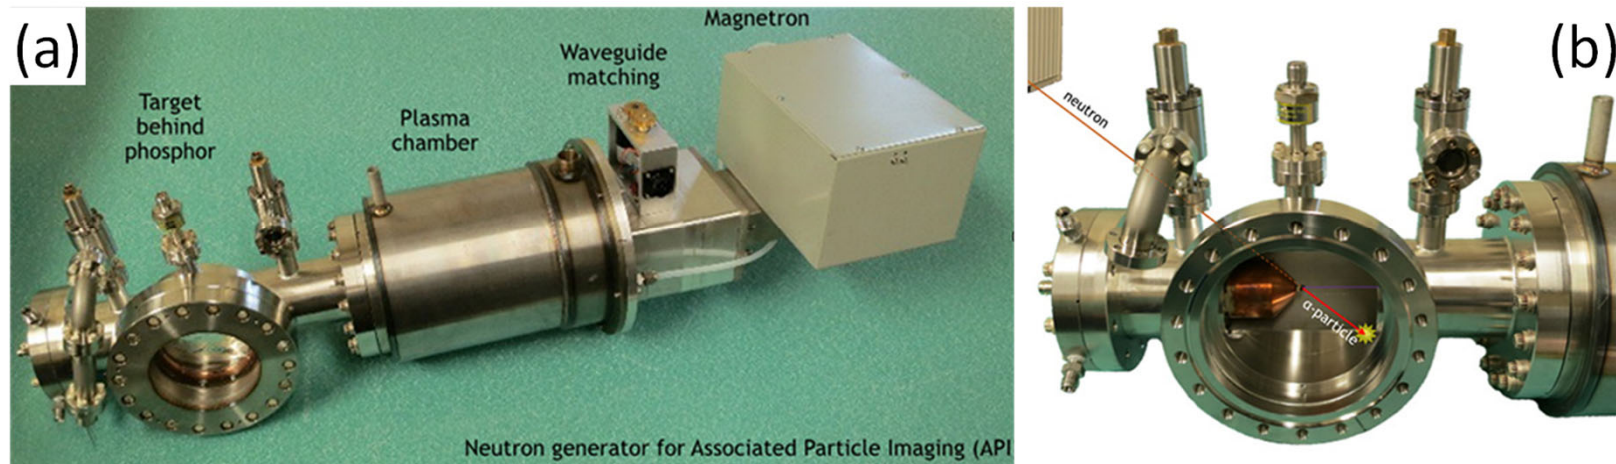 (a)
Magnetron
Waveguide
matching
Target
behind
phosphor
Plasma
chamber
Neutron generator for Associated Particle Imaging (API
(b)
neutron
α-particle